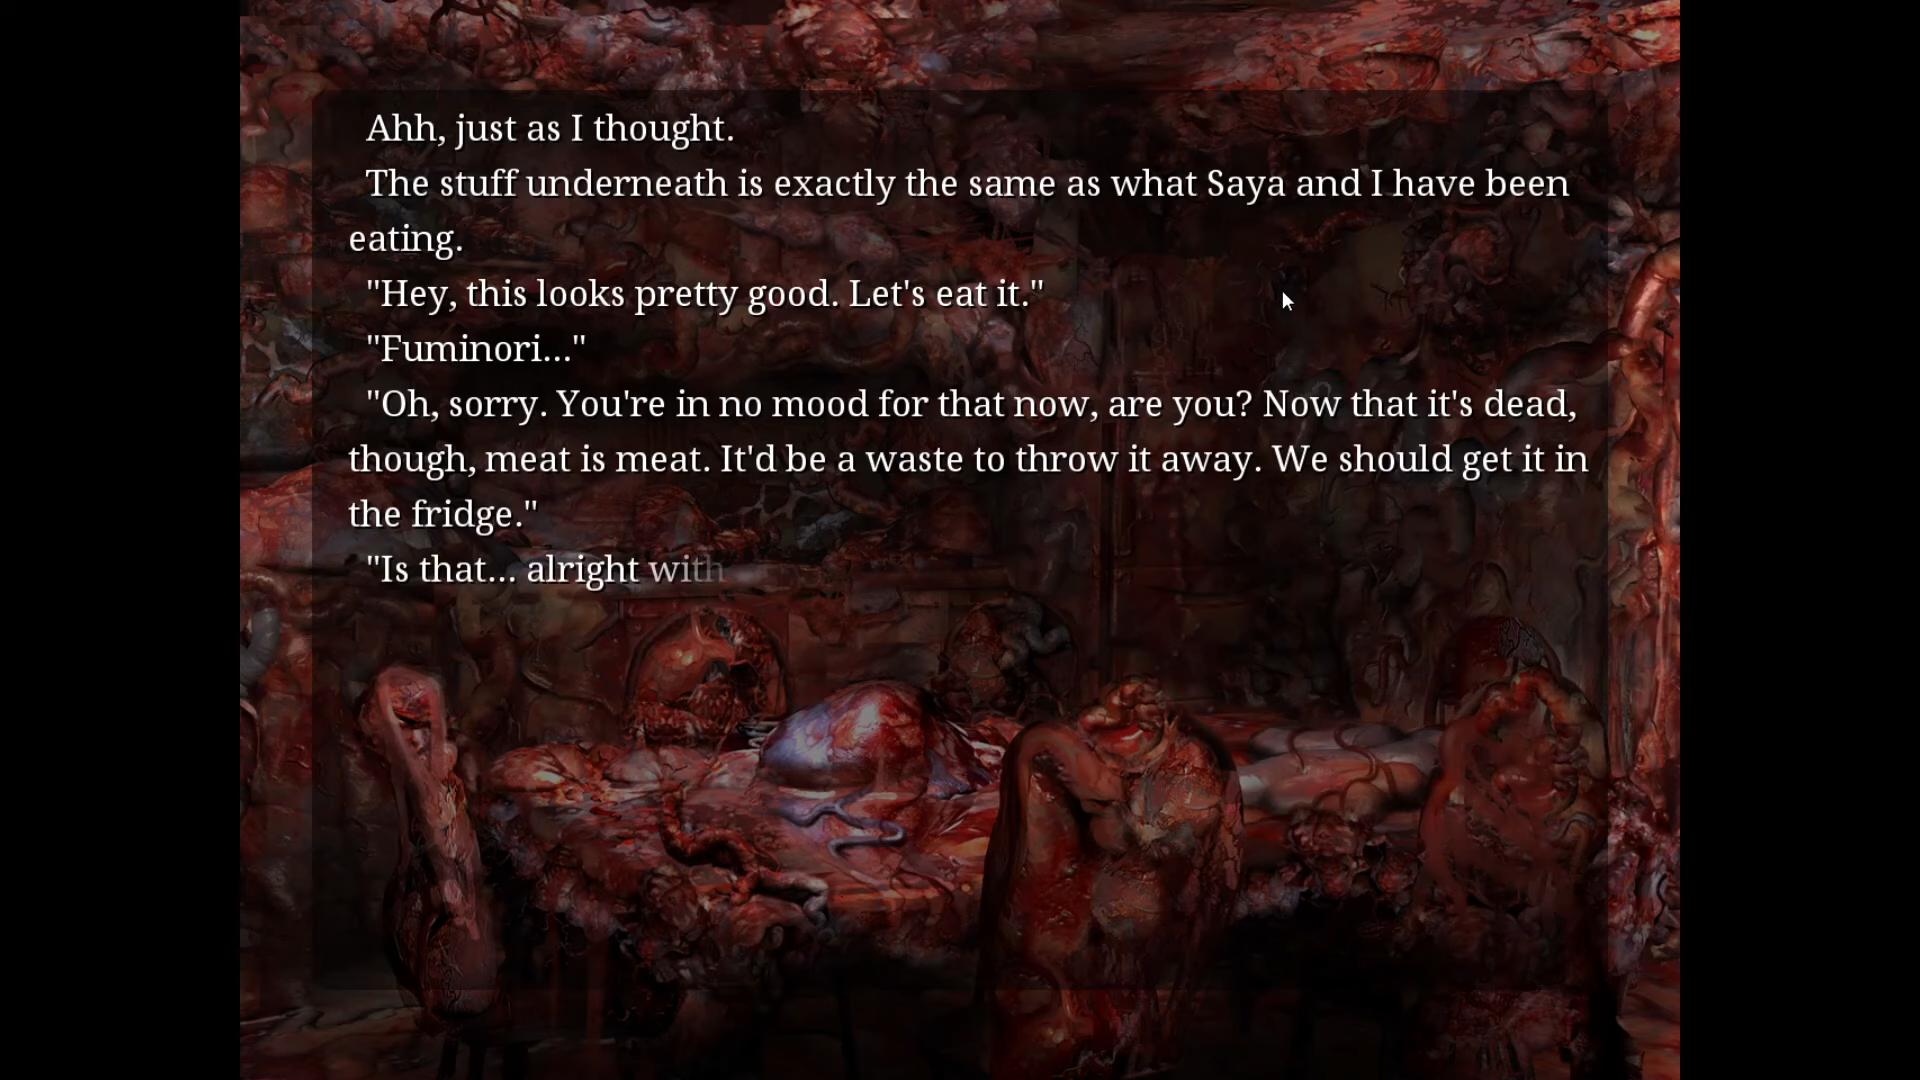 Ahh, just as I thought.
The stuff underneath is exactly the same as what Saya and I have been
eating.
"Hey, this looks pretty good. Let's eat it."
"Fuminori..."
"Oh, sorry. You're in no mood for that now, are you? Now that it's dead,
though, meat is meat. It'd be a waste to throw it away. We should get it in
the fridge."
"Is that... alright with